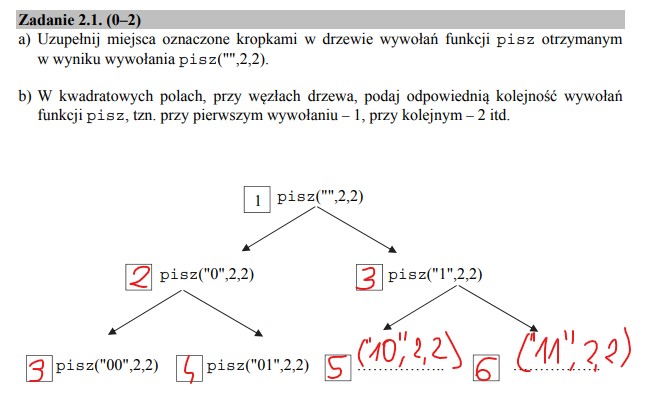 Zadanie 2.1. (0–2)
a) Uzupełnij miejsca oznaczone kropkami w drzewie wywołań funkcji pisz otrzymanym
w wyniku wywołania pisz("",2,2).
b) W kwadratowych polach, przy węzłach drzewa, podaj odpowiednią kolejność wywołań
funkcji pisz, tzn. przy pierwszym wywołaniu – 1, przy kolejnym – 2 itd.
1 pisz("",2,2)
2 pisz("0",2,2) 3 pisz("1",2,2)
3 pisz("00",2,2) 4 pisz("01",2,2) 5 ("10",2,2) 6 ("11",2,2)